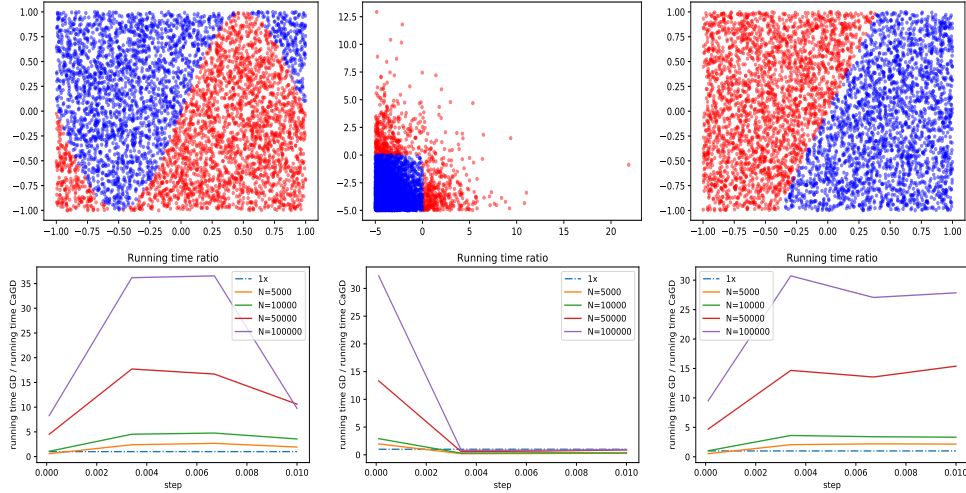 1.00
0.75
0.50
0.25
0.00
−0.25
−0.50
−0.75
−1.00
−1.00 −0.75 −0.50 −0.25 0.00 0.25 0.50 0.75 1.00
12.5
10.0
7.5
5.0
2.5
0.0
−2.5
−5.0
−5 0 5 10 15 20
1.00
0.75
0.50
0.25
0.00
−0.25
−0.50
−0.75
−1.00
−1.00 −0.75 −0.50 −0.25 0.00 0.25 0.50 0.75 1.00
Running time ratio
running time GD / running time CaGD
35
30
25
20
15
10
5
0
1x
N=5000
N=10000
N=50000
N=100000
0.000 0.002 0.004 0.006 0.008 0.010
step
Running time ratio
running time GD / running time CaGD
30
25
20
15
10
5
0
1x
N=5000
N=10000
N=50000
N=100000
0.000 0.002 0.004 0.006 0.008 0.010
step
Running time ratio
running time GD / running time CaGD
30
25
20
15
10
5
0
1x
N=5000
N=10000
N=50000
N=100000
0.000 0.002 0.004 0.006 0.008 0.010
step